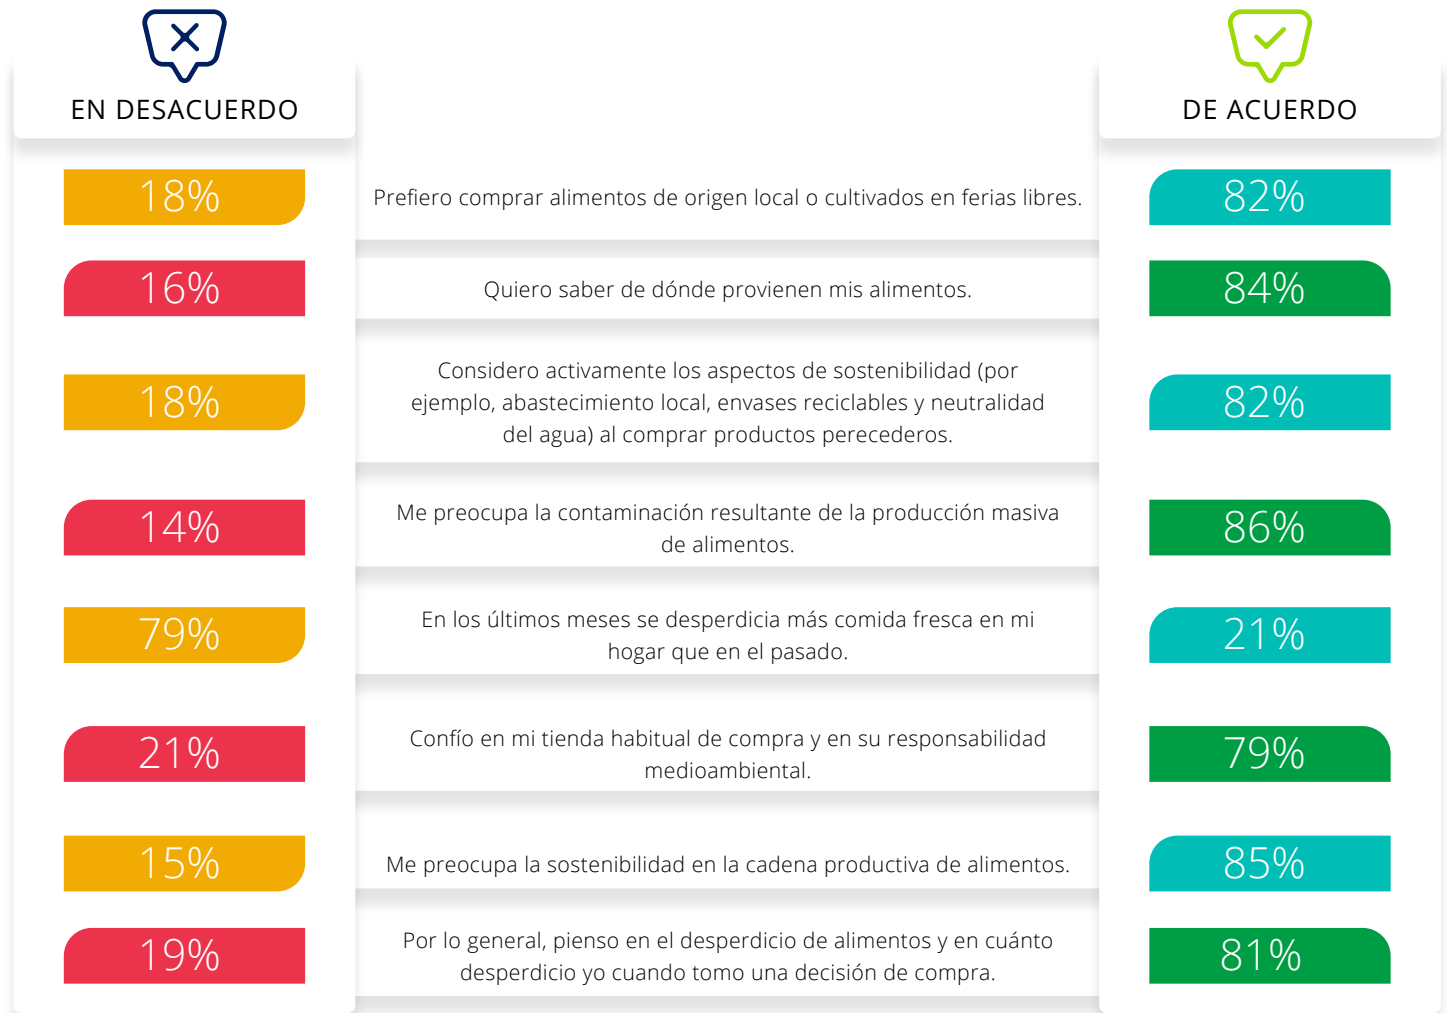 EN DESACUERDO
DE ACUERDO
18%
Prefiero comprar alimentos de origen local o cultivados en ferias libres.
82%
16%
Quiero saber de dónde provienen mis alimentos.
84%
18%
Considero activamente los aspectos de sostenibilidad (por
ejemplo, abastecimiento local, envases reciclables y neutralidad
del agua) al comprar productos perecederos.
82%
14%
Me preocupa la contaminación resultante de la producción masiva
de alimentos.
86%
79%
En los últimos meses se desperdicia más comida fresca en mi
hogar que en el pasado.
21%
21%
Confío en mi tienda habitual de compra y en su responsabilidad
medioambiental.
79%
15%
Me preocupa la sostenibilidad en la cadena productiva de alimentos.
85%
19%
Por lo general, pienso en el desperdicio de alimentos y en cuánto
desperdicio yo cuando tomo una decisión de compra.
81%